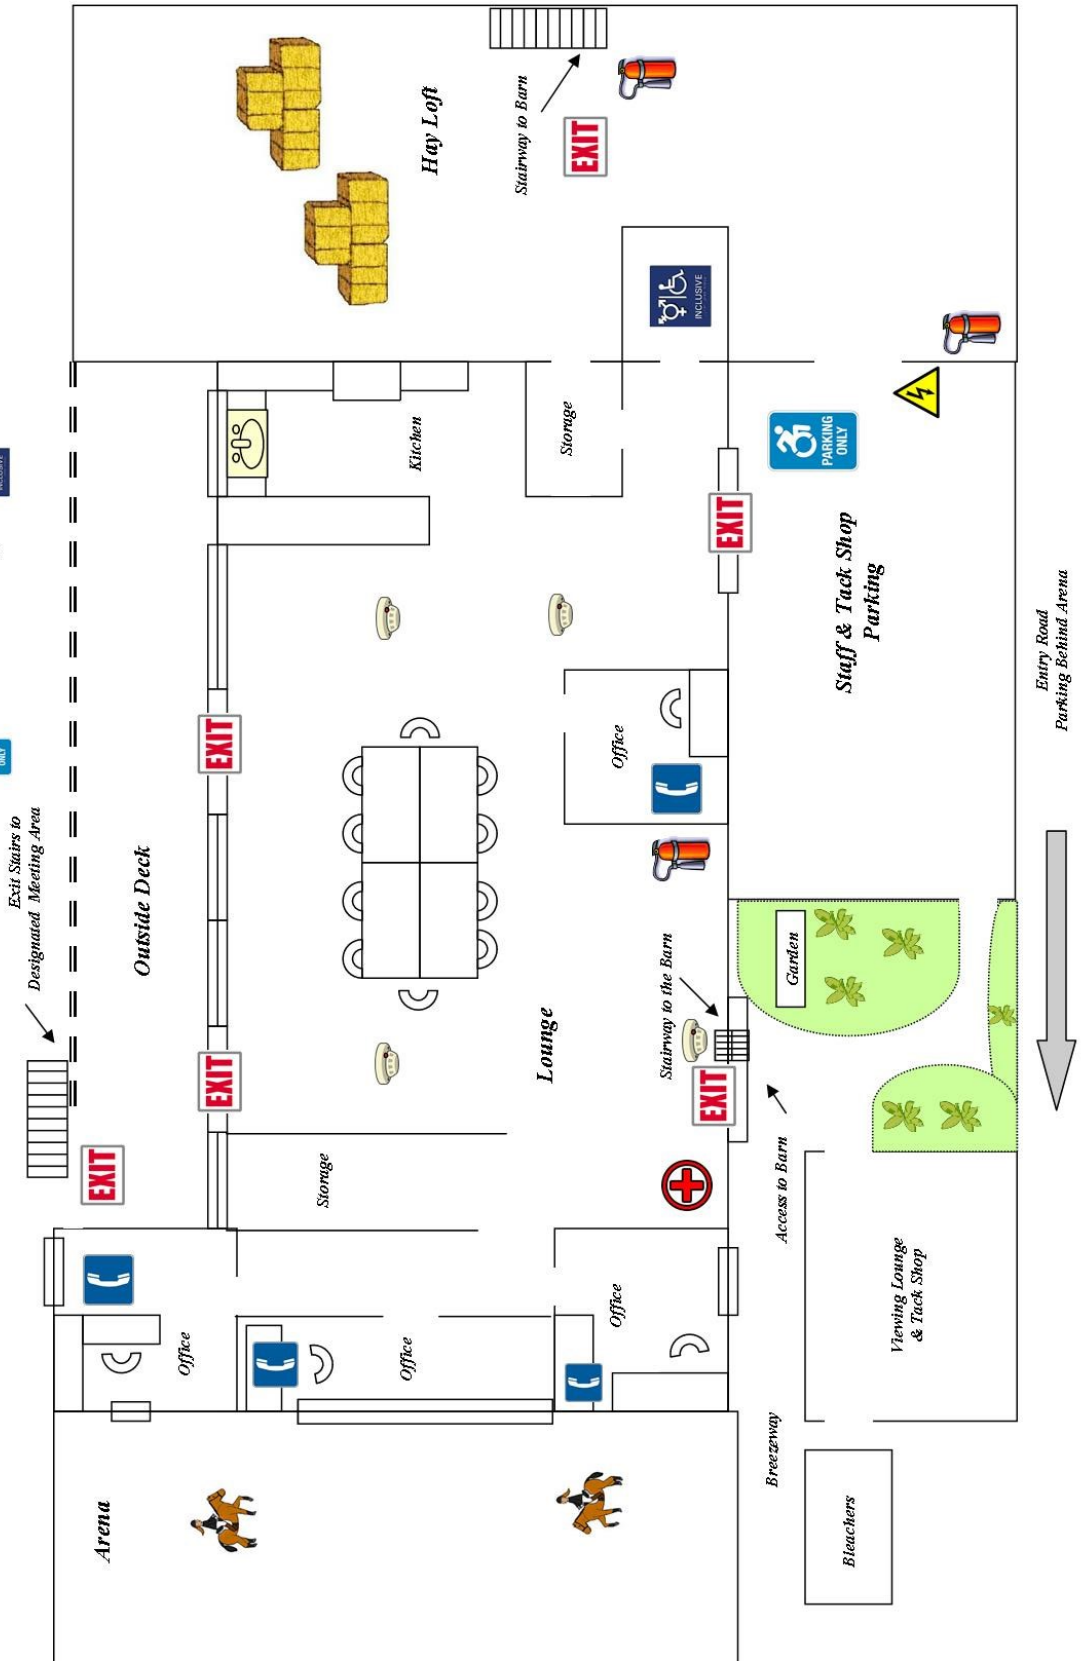 INCLUSIVE
ONLY
Exit Stairs to
Designated Meeting Area
Arena
EXIT
Outside Deck
Office
EXIT
EXIT
Storage
Office
Kitchen
Hay Loft
Stairway to Barn
EXIT
Lounge
Storage
Office
Office
Stairway to the Barn
INCLUSIVE
EXIT
EXIT
Breezeway
Access to Barn
Garden
PARKING
ONLY
Staff & Tack Shop
Parking
Bleachers
Viewing Lounge
& Tack Shop
Entry Road
Parking Behind Arena